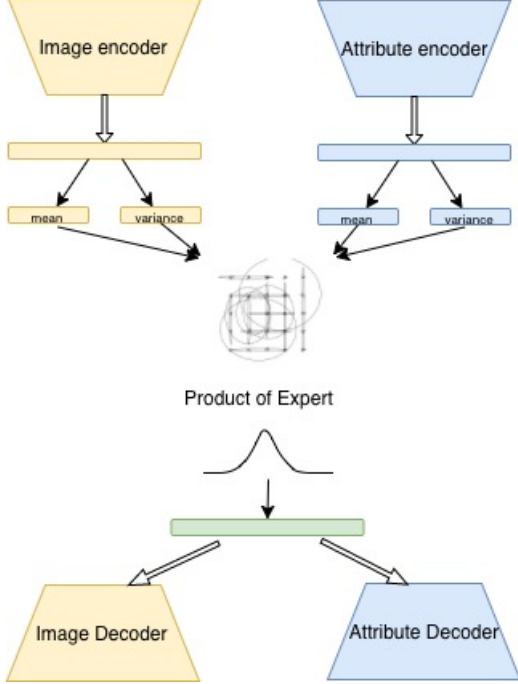 Image encoder
Attribute encoder
mean
variance
mean
variance
Product of Expert
Image Decoder
Attribute Decoder